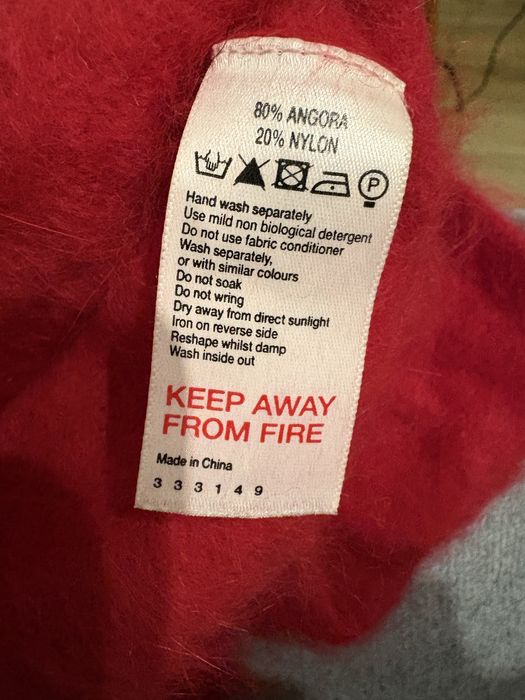 80% ANGORA
20% NYLON
P
Hand wash separately
Use mild non biological detergent
Do not use fabric conditioner
Wash separately,
or with similar colours
Do not soak
Do not wring
Dry away from direct sunlight
Iron on reverse side
Reshape whilst damp
Wash inside out
KEEP AWAY
FROM FIRE
Made in China
3 3 3 1 4 9